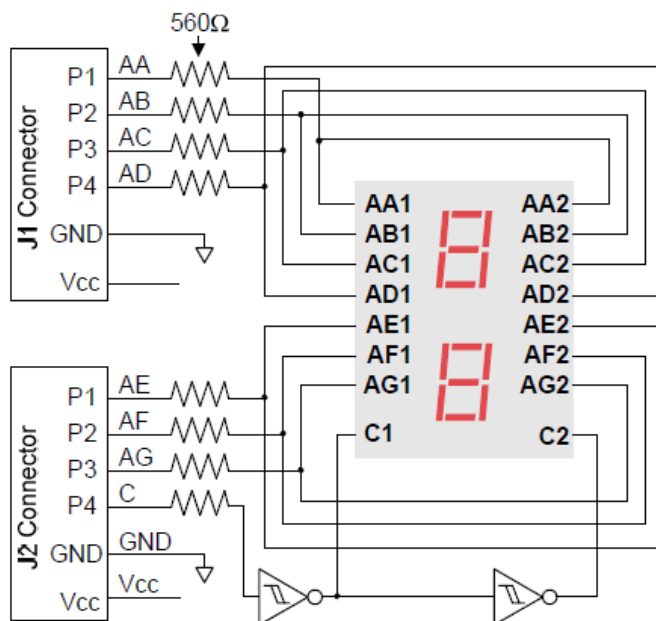 560Ω
J1 Connector
P1 AA
P2 AB
P3 AC
P4 AD
GND
Vcc
AA1 AA2
AB1 AB2
AC1 AC2
AD1 AD2
AE1 AE2
AF1 AF2
AG1 AG2
C1 C2
J2 Connector
P1 AE
P2 AF
P3 AG
P4 C
GND GND
Vcc Vcc